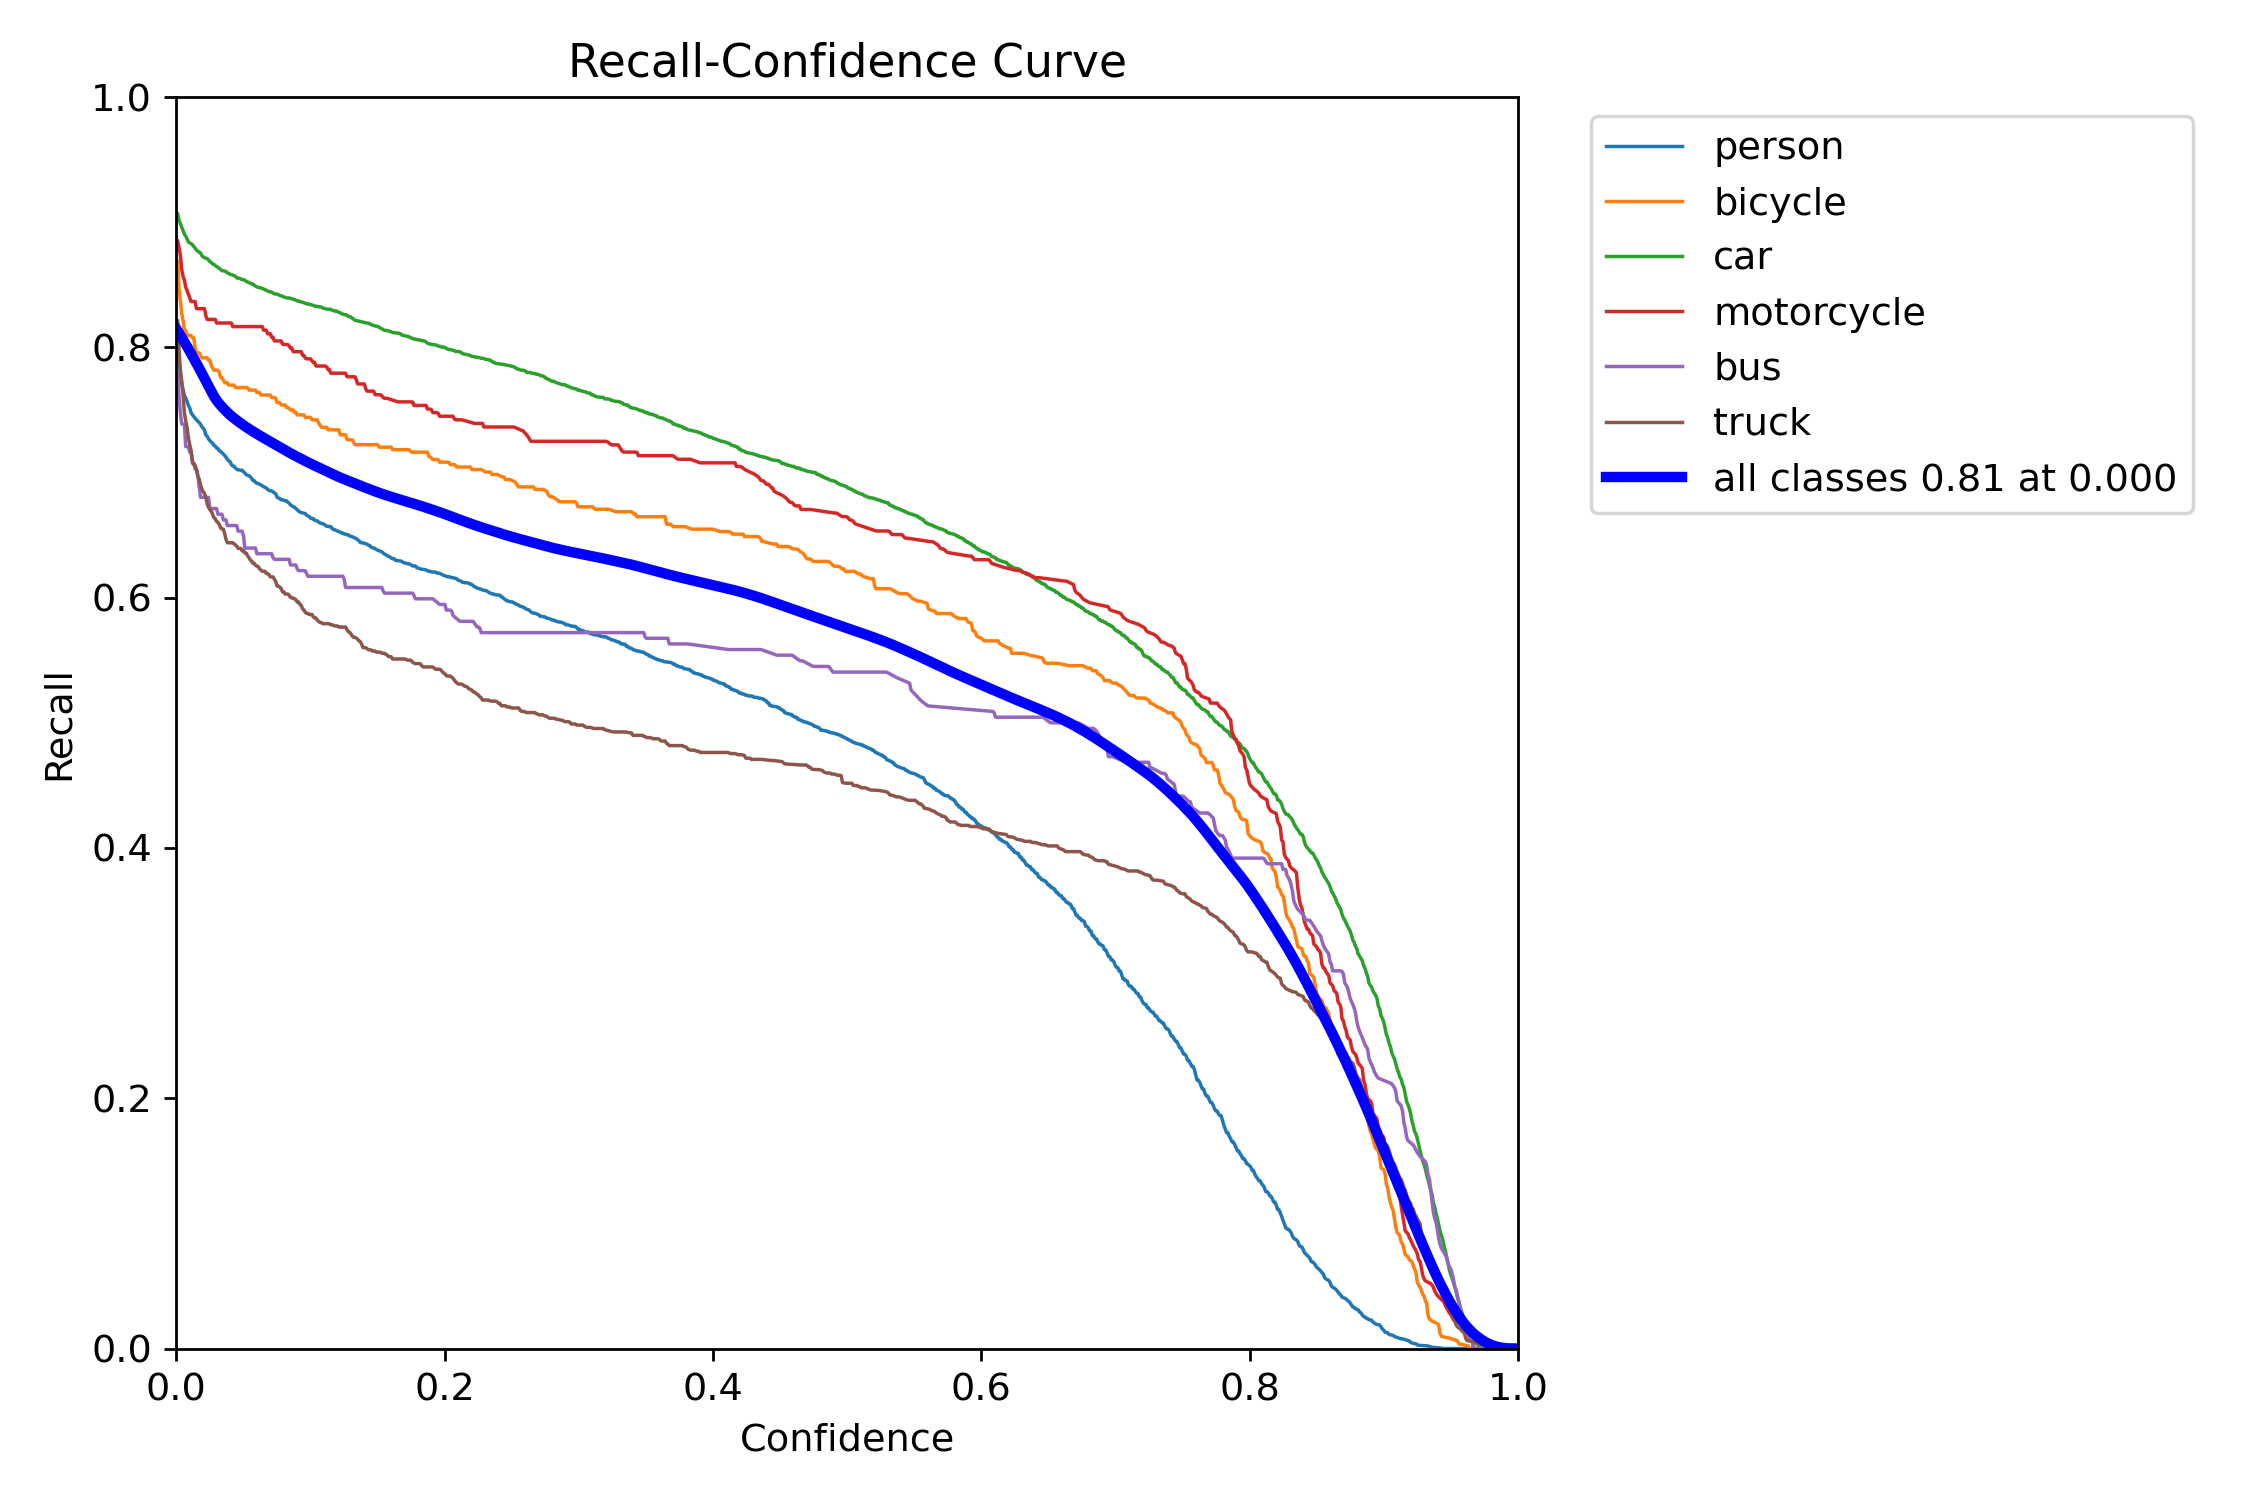 Recall-Confidence Curve
1.0
0.8
0.6
0.4
0.2
0.0
Recall
0.0 0.2 0.4 0.6 0.8 1.0
Confidence
person
bicycle
car
motorcycle
bus
truck
all classes 0.81 at 0.000